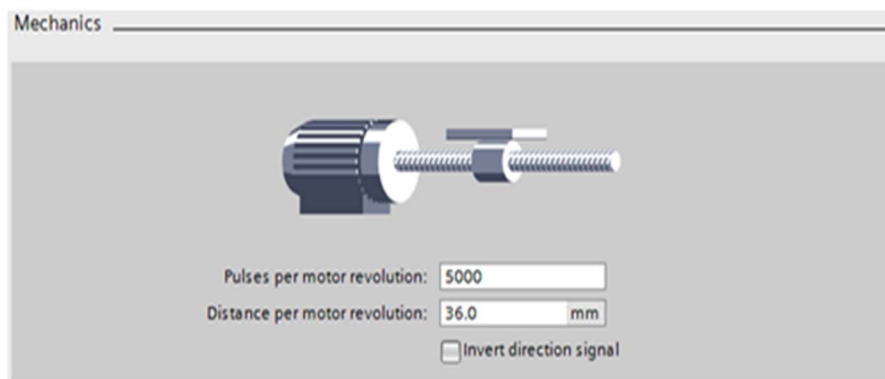 Mechanics
Pulses per motor revolution: 5000
Distance per motor revolution: 36.0 mm
Invert direction signal